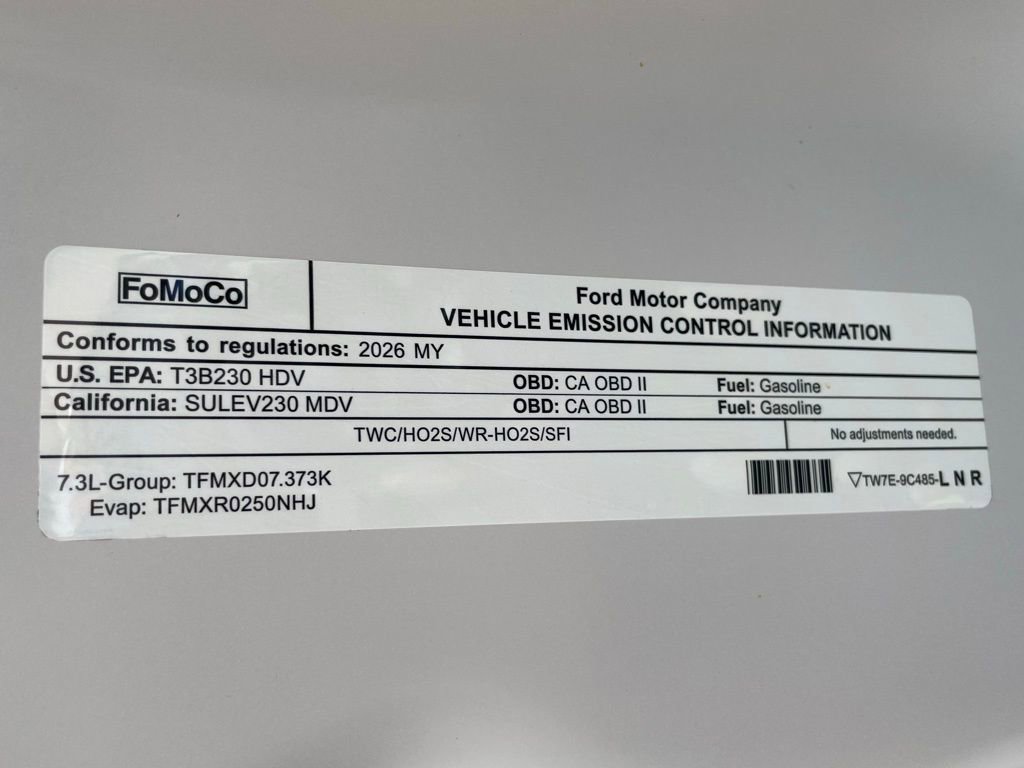 FoMoCo
Ford Motor Company
VEHICLE EMISSION CONTROL INFORMATION
Conforms to regulations: 2026 MY
U.S. EPA: T3B230 HDV OBD: CA OBD II Fuel: Gasoline
California: SULEV230 MDV OBD: CA OBD II Fuel: Gasoline
TWC/HO2S/WR-HO2S/SFI No adjustments needed.
7.3L-Group: TFMXD07.373K
Evap: TFMXR0250NHJ
▽TW7E-9C485-L N R